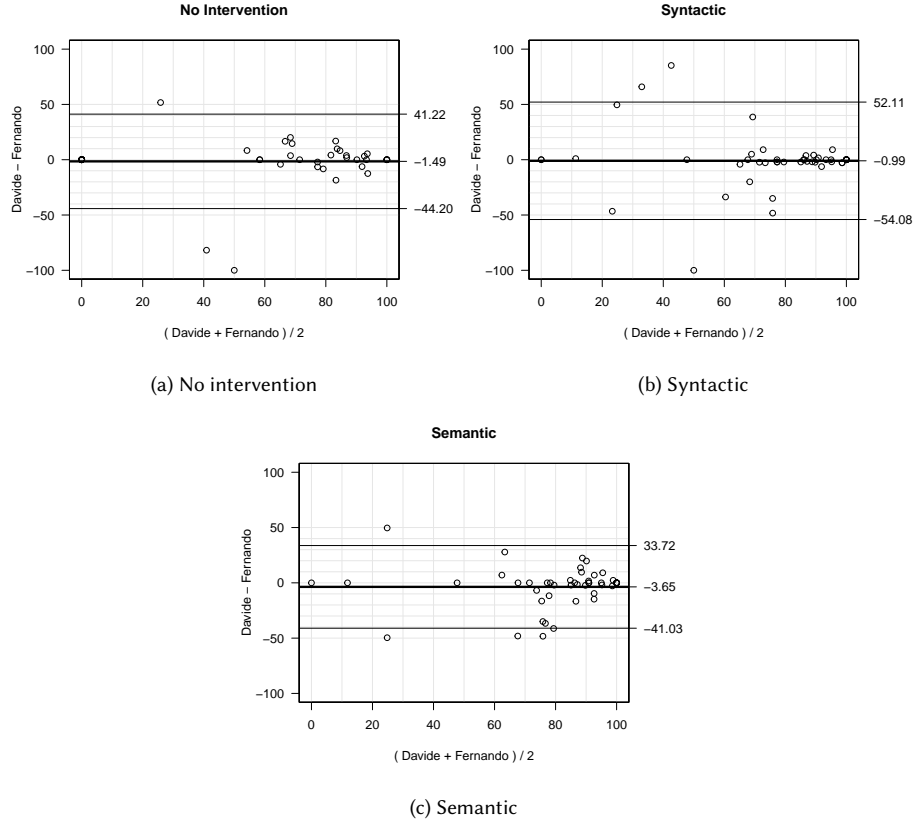 No Intervention
100
50
0
−50
−100
Davide − Fernando
41.22
−1.49
−44.20
0 20 40 60 80 100
( Davide + Fernando ) / 2
(a) No intervention
Syntactic
100
50
0
−50
−100
Davide − Fernando
52.11
−0.99
−54.08
0 20 40 60 80 100
( Davide + Fernando ) / 2
(b) Syntactic
Semantic
100
50
0
−50
−100
Davide − Fernando
33.72
−3.65
−41.03
0 20 40 60 80 100
( Davide + Fernando ) / 2
(c) Semantic